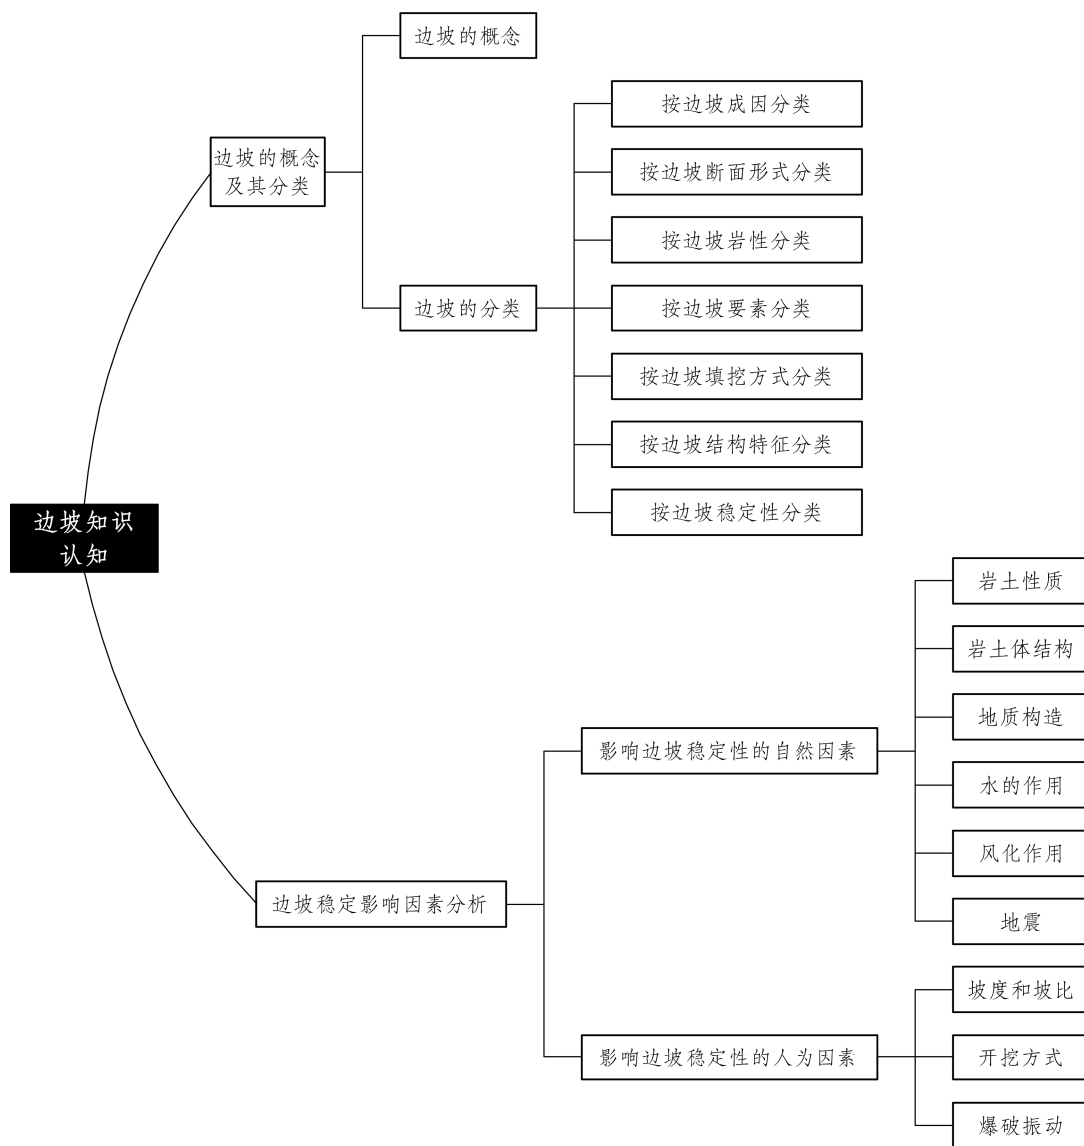 边坡的概念
按边坡成因分类
边坡的概念
及其分类
按边坡断面形式分类
按边坡岩性分类
边坡的分类
按边坡要素分类
按边坡填挖方式分类
按边坡结构特征分类
按边坡稳定性分类
边坡知识
认知
岩土性质
岩土体结构
地质构造
影响边坡稳定性的自然因素
水的作用
风化作用
边坡稳定影响因素分析
地震
坡度和坡比
影响边坡稳定性的人为因素
开挖方式
爆破振动